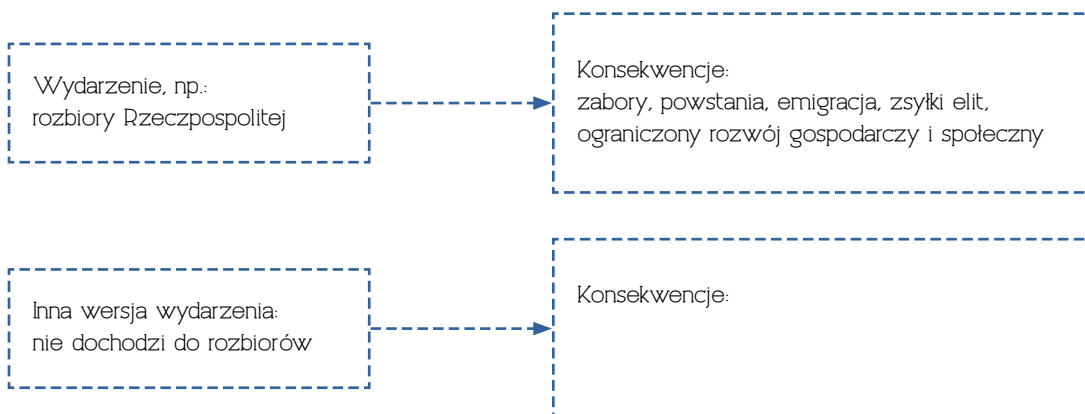 Wydarzenie, np.:
rozbiory Rzeczpospolitej
Konsekwencje:
zabory, powstania, emigracja, zsyłki elit,
ograniczony rozwój gospodarczy i społeczny
Inna wersja wydarzenia:
nie dochodzi do rozbiorów
Konsekwencje: